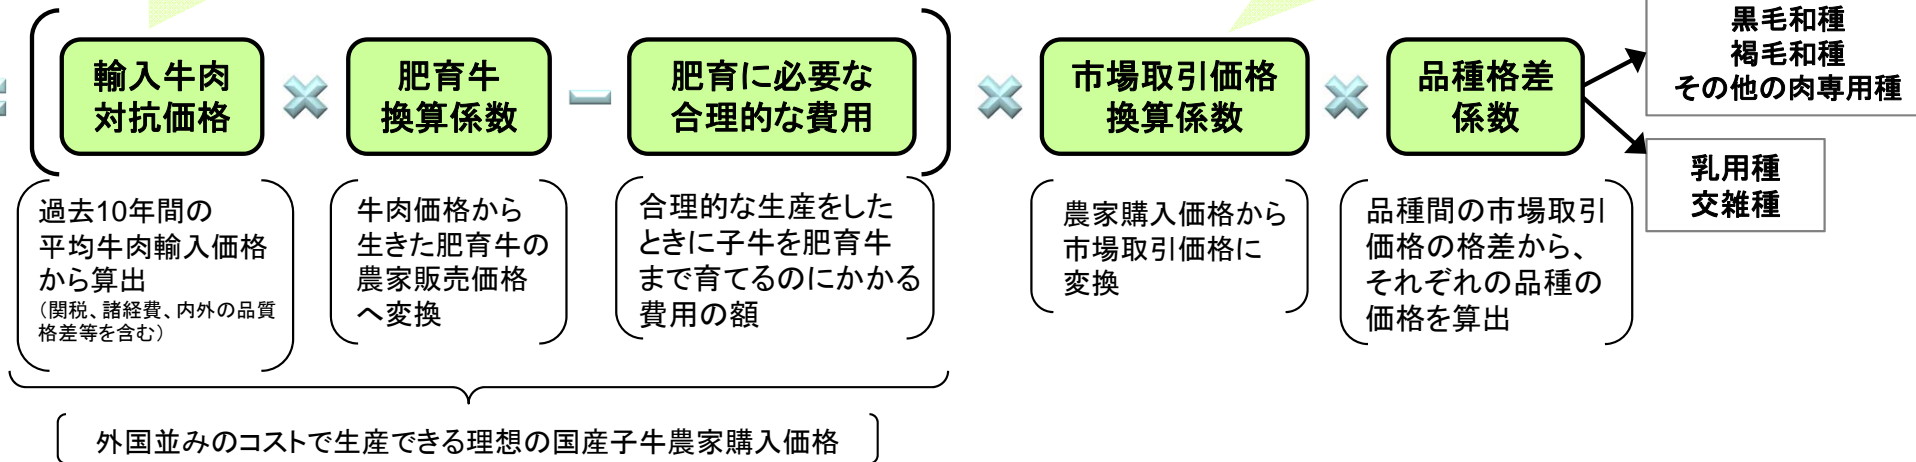 輸入牛肉
対抗価格
肥育牛
換算係数
肥育に必要な
合理的な費用
市場取引価格
換算係数
品種格差
係数
黒毛和種
褐毛和種
その他の肉専用種
乳用種
交雑種
過去10年間の
平均牛肉輸入価格
から算出
（関税、諸経費、内外の品質
格差等を含む）
牛肉価格から
生きた肥育牛の
農家販売価格
へ変換
合理的な生産をした
ときに子牛を肥育牛
まで育てるのにかかる
費用の額
農家購入価格から
市場取引価格に
変換
品種間の市場取引
価格の格差から、
それぞれの品種の
価格を算出
外国並みのコストで生産できる理想の国産子牛農家購入価格